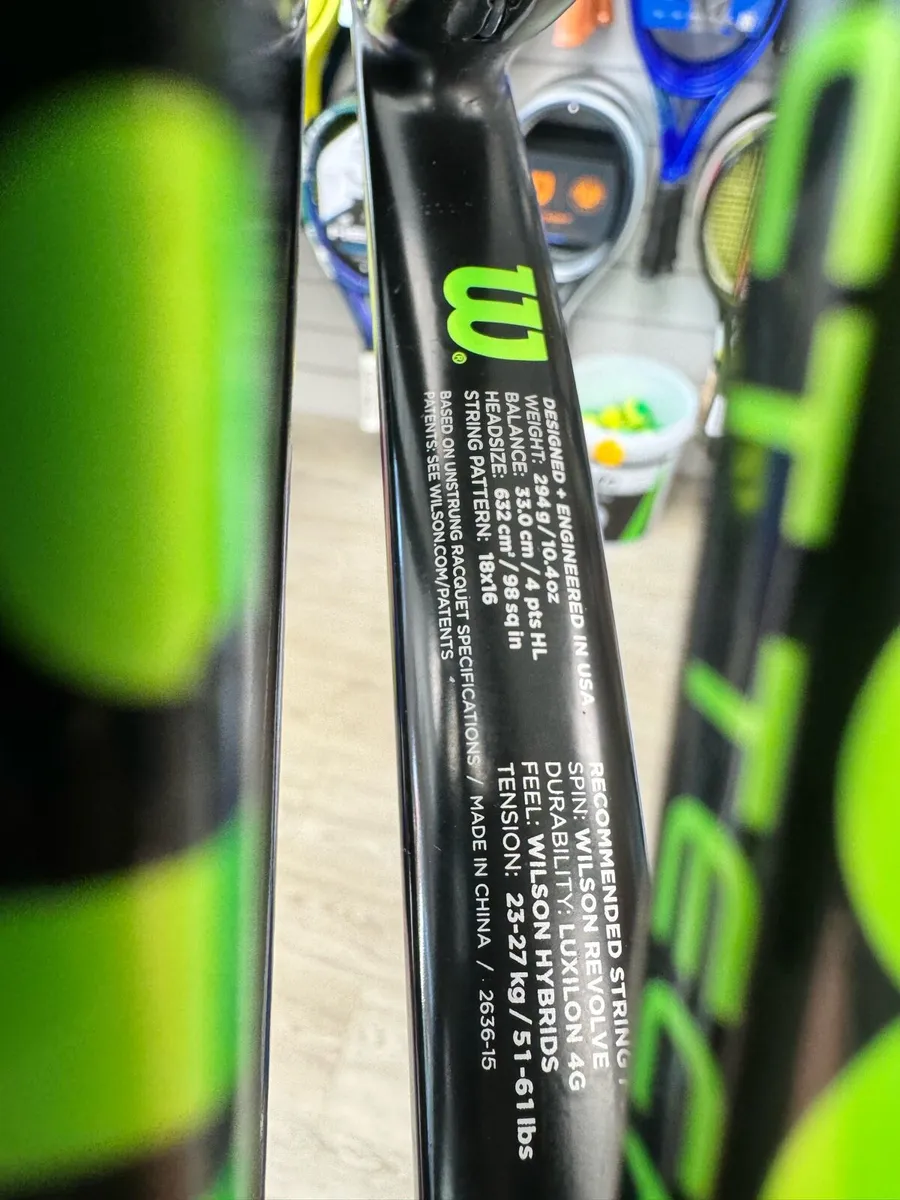 W®
DESIGNED + ENGINEERED IN USA.
WEIGHT: 294 g / 10.4 oz
BALANCE: 33.0 cm / 4 pts HL
HEADSIZE: 632 cm² / 98 sq in
STRING PATTERN: 18x16
BASED ON UNSTRUNG RACQUET SPECIFICATIONS / MADE IN CHINA / 2636-15
PATENTS: SEE WILSON.COM/PATENTS
RECOMMENDED STRING
SPIN: WILSON REVOLVE
DURABILITY: LUXILON 4G
FEEL: WILSON HYBRIDS
TENSION: 23-27 kg / 51-61 lbs